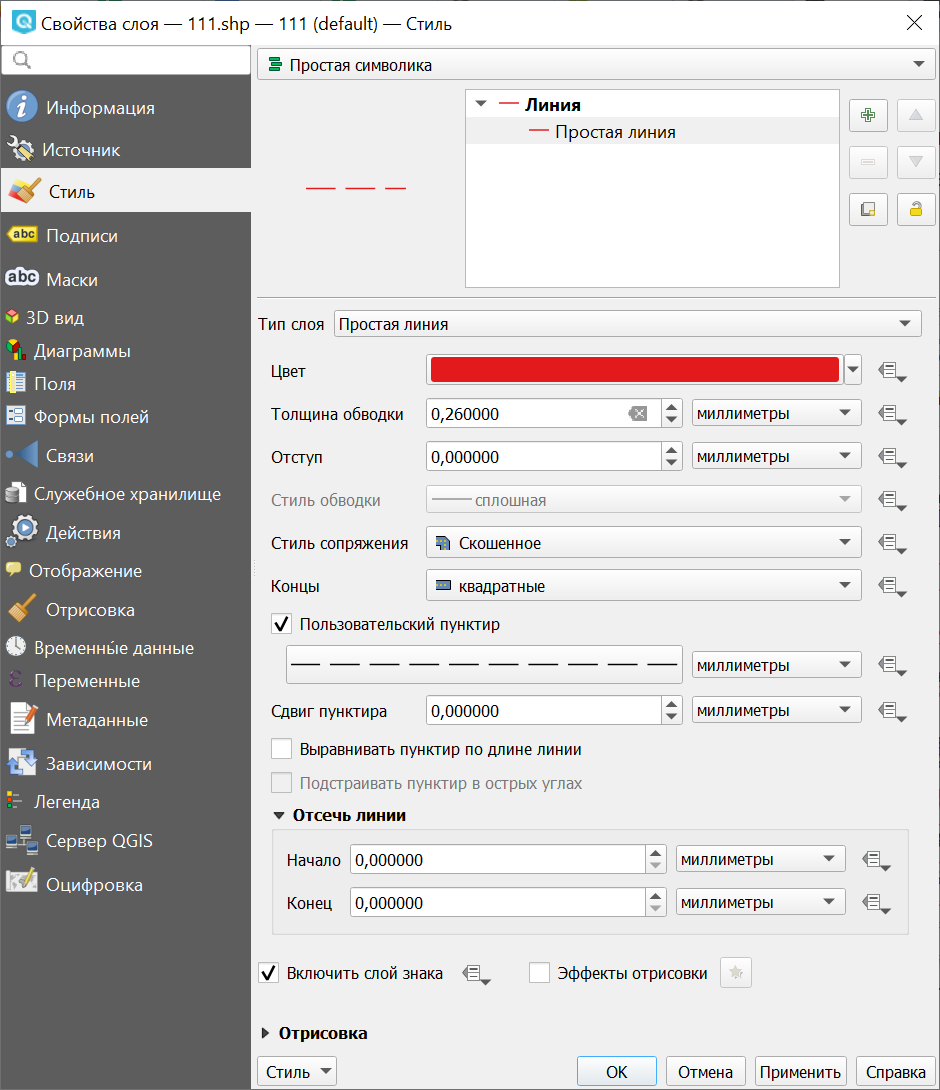 Свойства слоя — 111.shp — 111 (default) — Стиль
Простая символика
Информация
Источник
Стиль
abc Подписи
abc Маски
3D вид
Диаграммы
Поля
Формы полей
Связи
Служебное хранилище
Действия
Отображение
Отрисовка
Временны́е данные
Переменные
Метаданные
Зависимости
Легенда
Сервер QGIS
Оцифровка
Линия
Простая линия
Тип слоя Простая линия
Цвет
Толщина обводки 0,260000 миллиметры
Отступ 0,000000 миллиметры
Стиль обводки сплошная
Стиль сопряжения Скошенное
Концы квадратные
Пользовательский пунктир
миллиметры
Сдвиг пунктира 0,000000 миллиметры
Выравнивать пунктир по длине линии
Подстраивать пунктир в острых углах
Отсечь линии
Начало 0,000000 миллиметры
Конец 0,000000 миллиметры
Включить слой знака Эффекты отрисовки
Отрисовка
Стиль OK Отмена Применить Справка